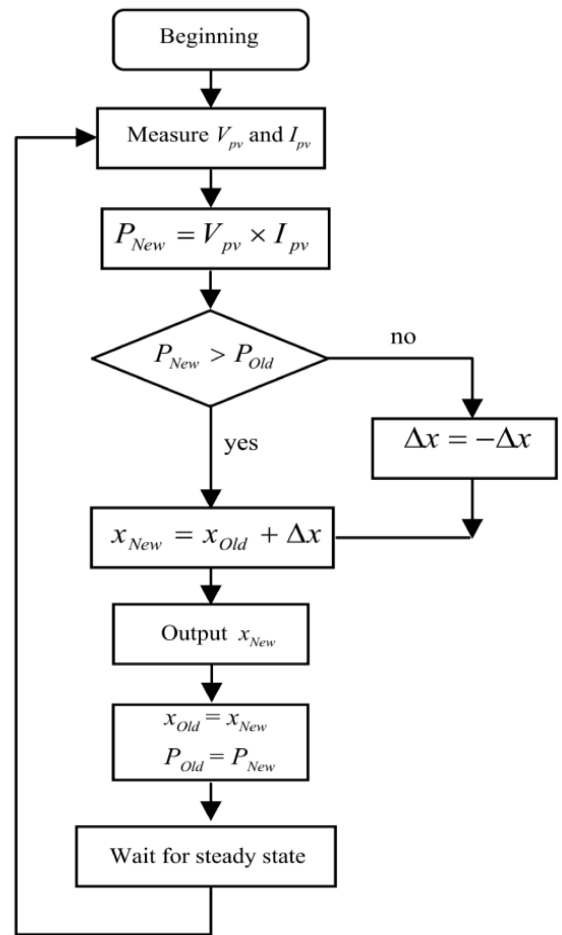 Beginning
Measure V_pv and I_pv
P_New = V_pv × I_pv
P_New > P_Old
no
Δx = −Δx
yes
x_New = x_Old + Δx
Output x_New
x_Old = x_New
P_Old = P_New
Wait for steady state